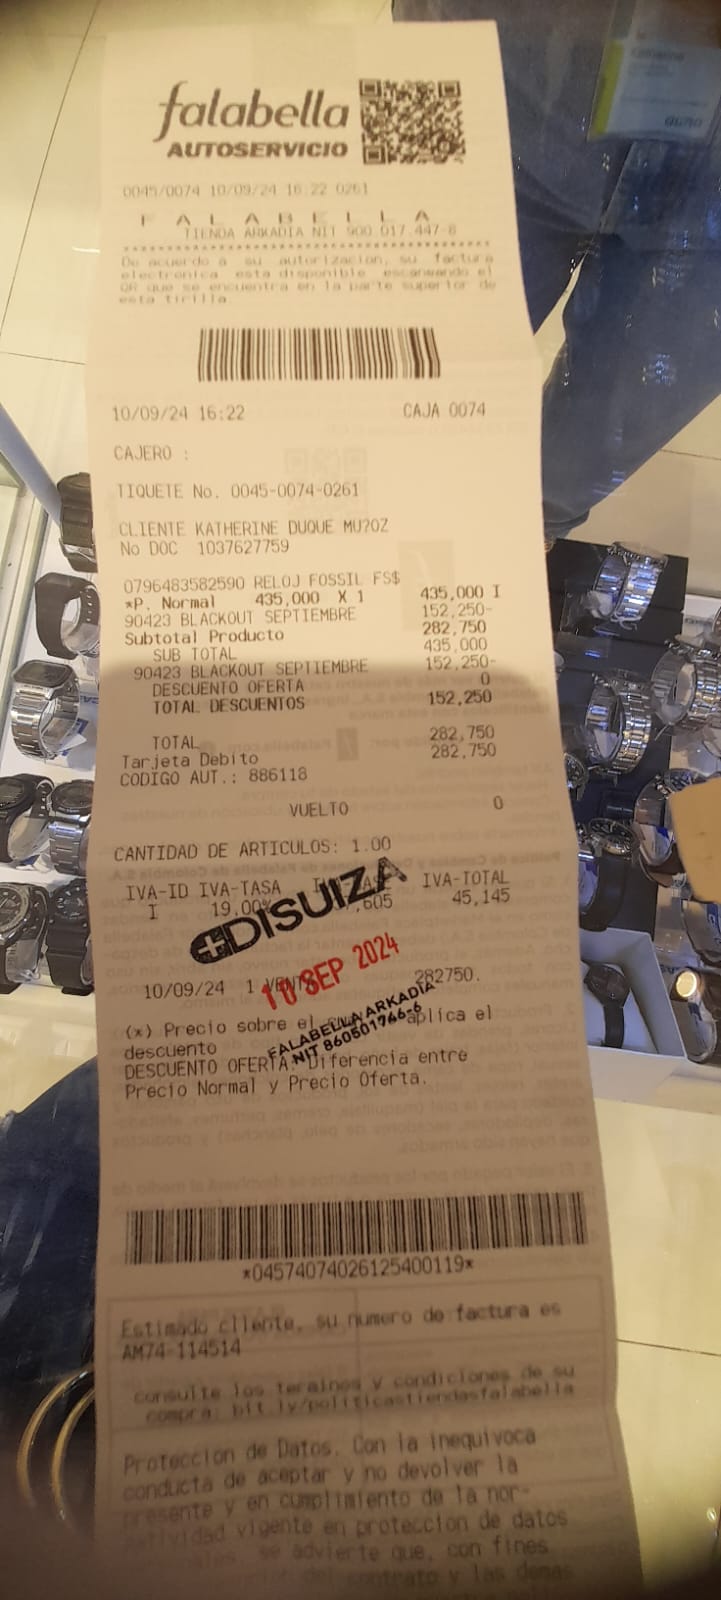 falabella
AUTOSERVICIO
0045/0074 10/09/24 16:22 0261
F A L A B E L L A
TIENDA ARKADIA NIT 900.017.447-8
De acuerdo a su autorizacion, su factura
electronica esta disponible escaneando el
QR que se encuentra en la parte superior de
esta tirilla
10/09/24 16:22 CAJA 0074
CAJERO :
TIQUETE No. 0045-0074-0261
CLIENTE KATHERINE DUQUE MU?OZ
No DOC 1037627759
0796483582590 RELOJ FOSSIL FS$
*P. Normal 435,000 X 1 435,000 I
90423 BLACKOUT SEPTIEMBRE 152,250-
Subtotal Producto 282,750
SUB TOTAL 435,000
90423 BLACKOUT SEPTIEMBRE 152,250-
DESCUENTO OFERTA 0
TOTAL DESCUENTOS 152,250
TOTAL 282,750
Tarjeta Debito 282,750
CODIGO AUT.: 886118
VUELTO 0
CANTIDAD DE ARTICULOS: 1.00
IVA-ID IVA-TASA IVA-TOTAL
I 19.00% 45,145
DISUIZA
10 SEP 2024
10/09/24 1 282750.
FALABELLA ARKADIA
NIT 860501766-6
(*) Precio sobre el aplica el
descuento
DESCUENTO OFERTA: Diferencia entre
Precio Normal y Precio Oferta.
*04574074026125400119*
Estimado cliente, su numero de factura es
AM74-114514
consulte los terminos y condiciones de su
compra: bit.ly/politicastiendasfalabella
Proteccion de Datos. Con la inequivoca
conducta de aceptar y no devolver la
presente y en cumplimiento de la nor-
matividad vigente en proteccion de datos
se advierte que, con fines
del contrato y las demas